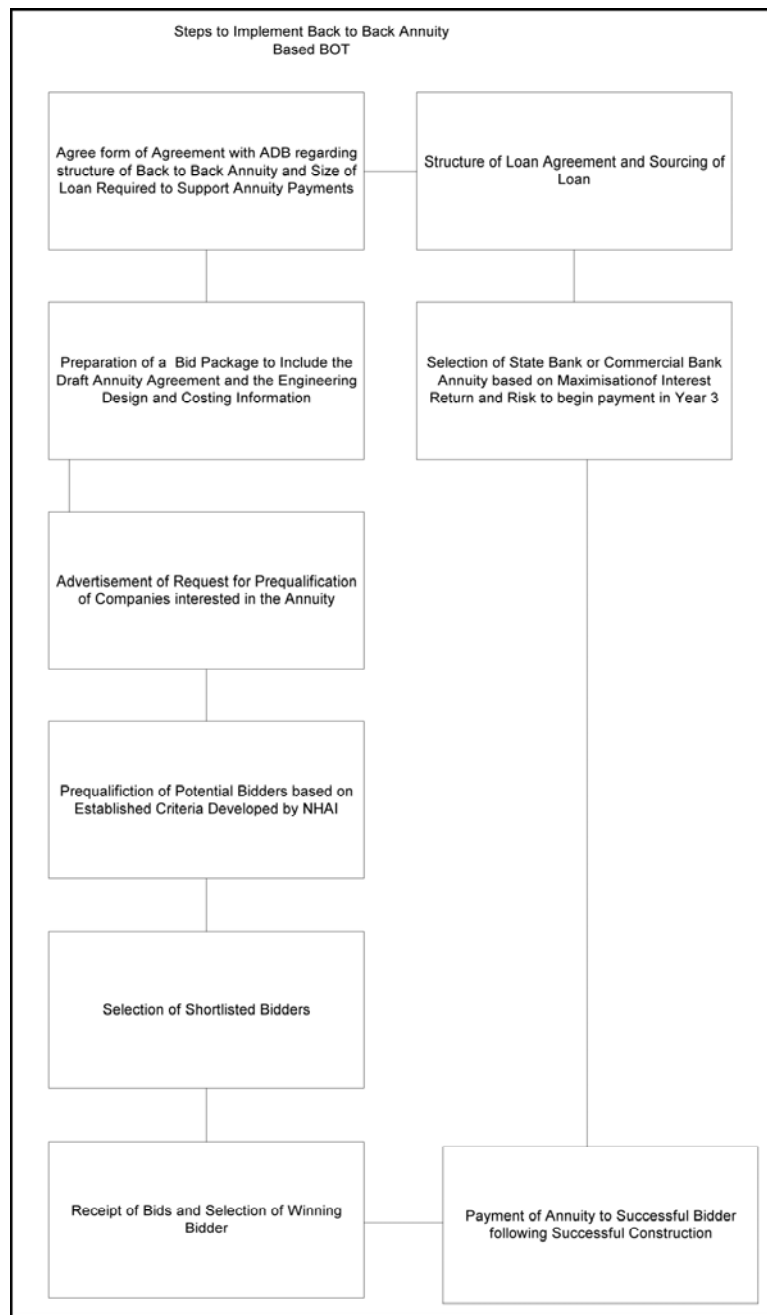 Steps to Implement Back to Back Annuity
Based BOT
Agree form of Agreement with ADB regarding
structure of Back to Back Annuity and Size of
Loan Required to Support Annuity Payments
Structure of Loan Agreement and Sourcing of
Loan
Preparation of a Bid Package to Include the
Draft Annuity Agreement and the Engineering
Design and Costing Information
Selection of State Bank or Commercial Bank
Annuity based on Maximisationof Interest
Return and Risk to begin payment in Year 3
Advertisement of Request for Prequalification
of Companies interested in the Annuity
Prequalifiction of Potential Bidders based on
Established Criteria Developed by NHAI
Selection of Shortlisted Bidders
Receipt of Bids and Selection of Winning
Bidder
Payment of Annuity to Successful Bidder
following Successful Construction